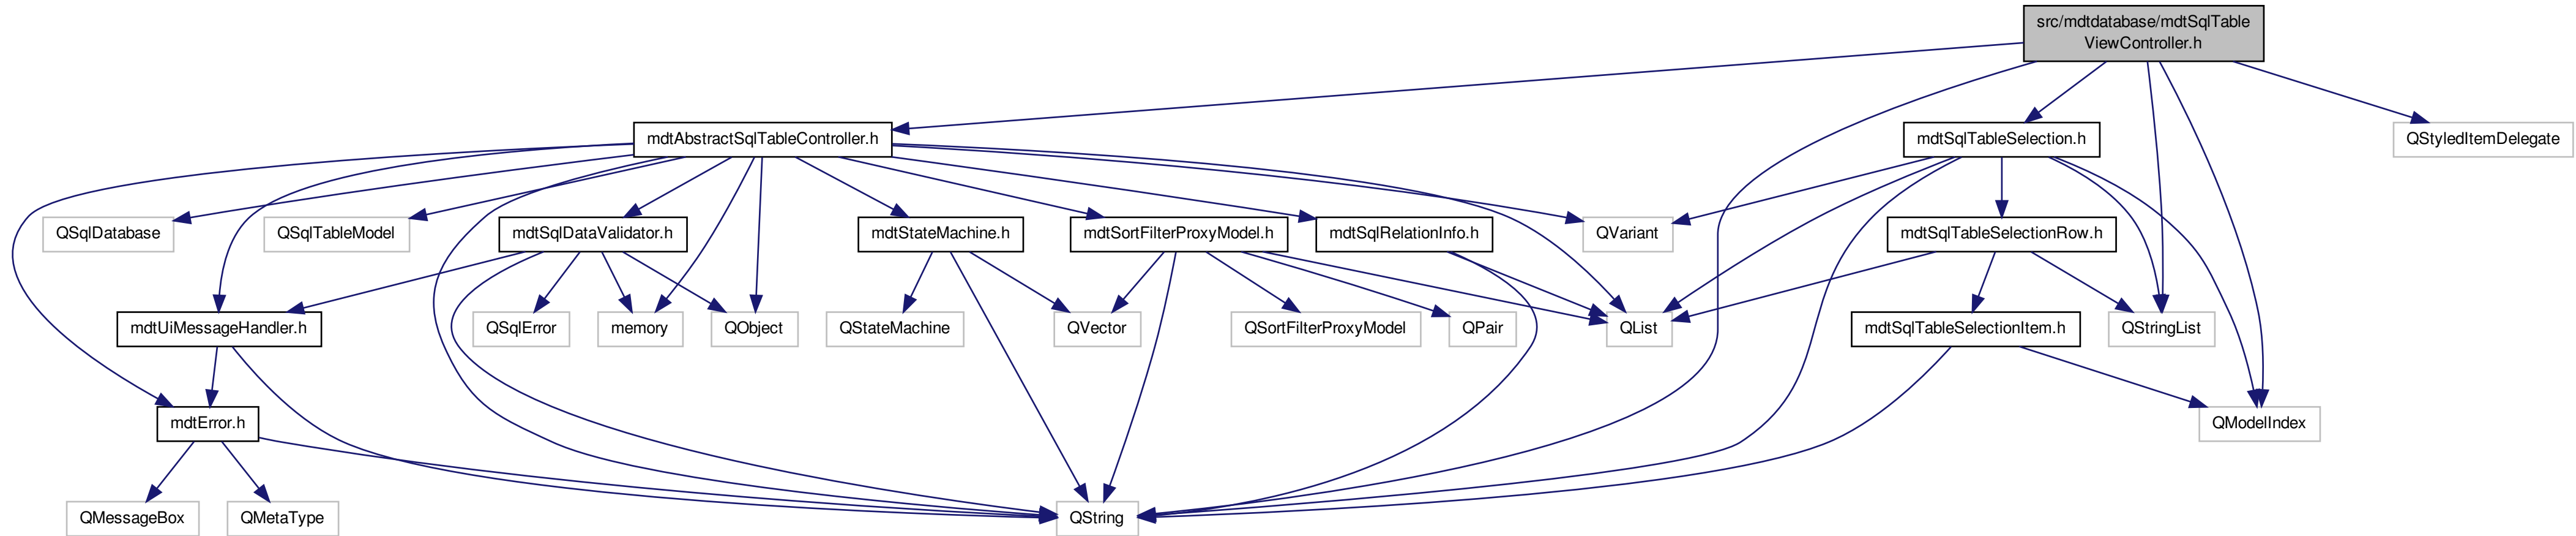 src/mdtdatabase/mdtSqlTable
ViewController.h
mdtAbstractSqlTableController.h
mdtSqlTableSelection.h
QStyledItemDelegate
QSqlDatabase
QSqlTableModel
mdtSqlDataValidator.h
mdtStateMachine.h
mdtSortFilterProxyModel.h
mdtSqlRelationInfo.h
QVariant
mdtSqlTableSelectionRow.h
mdtUiMessageHandler.h
QSqlError
memory
QObject
QStateMachine
QVector
QSortFilterProxyModel
QPair
QList
mdtSqlTableSelectionItem.h
QStringList
mdtError.h
QModelIndex
QMessageBox
QMetaType
QString